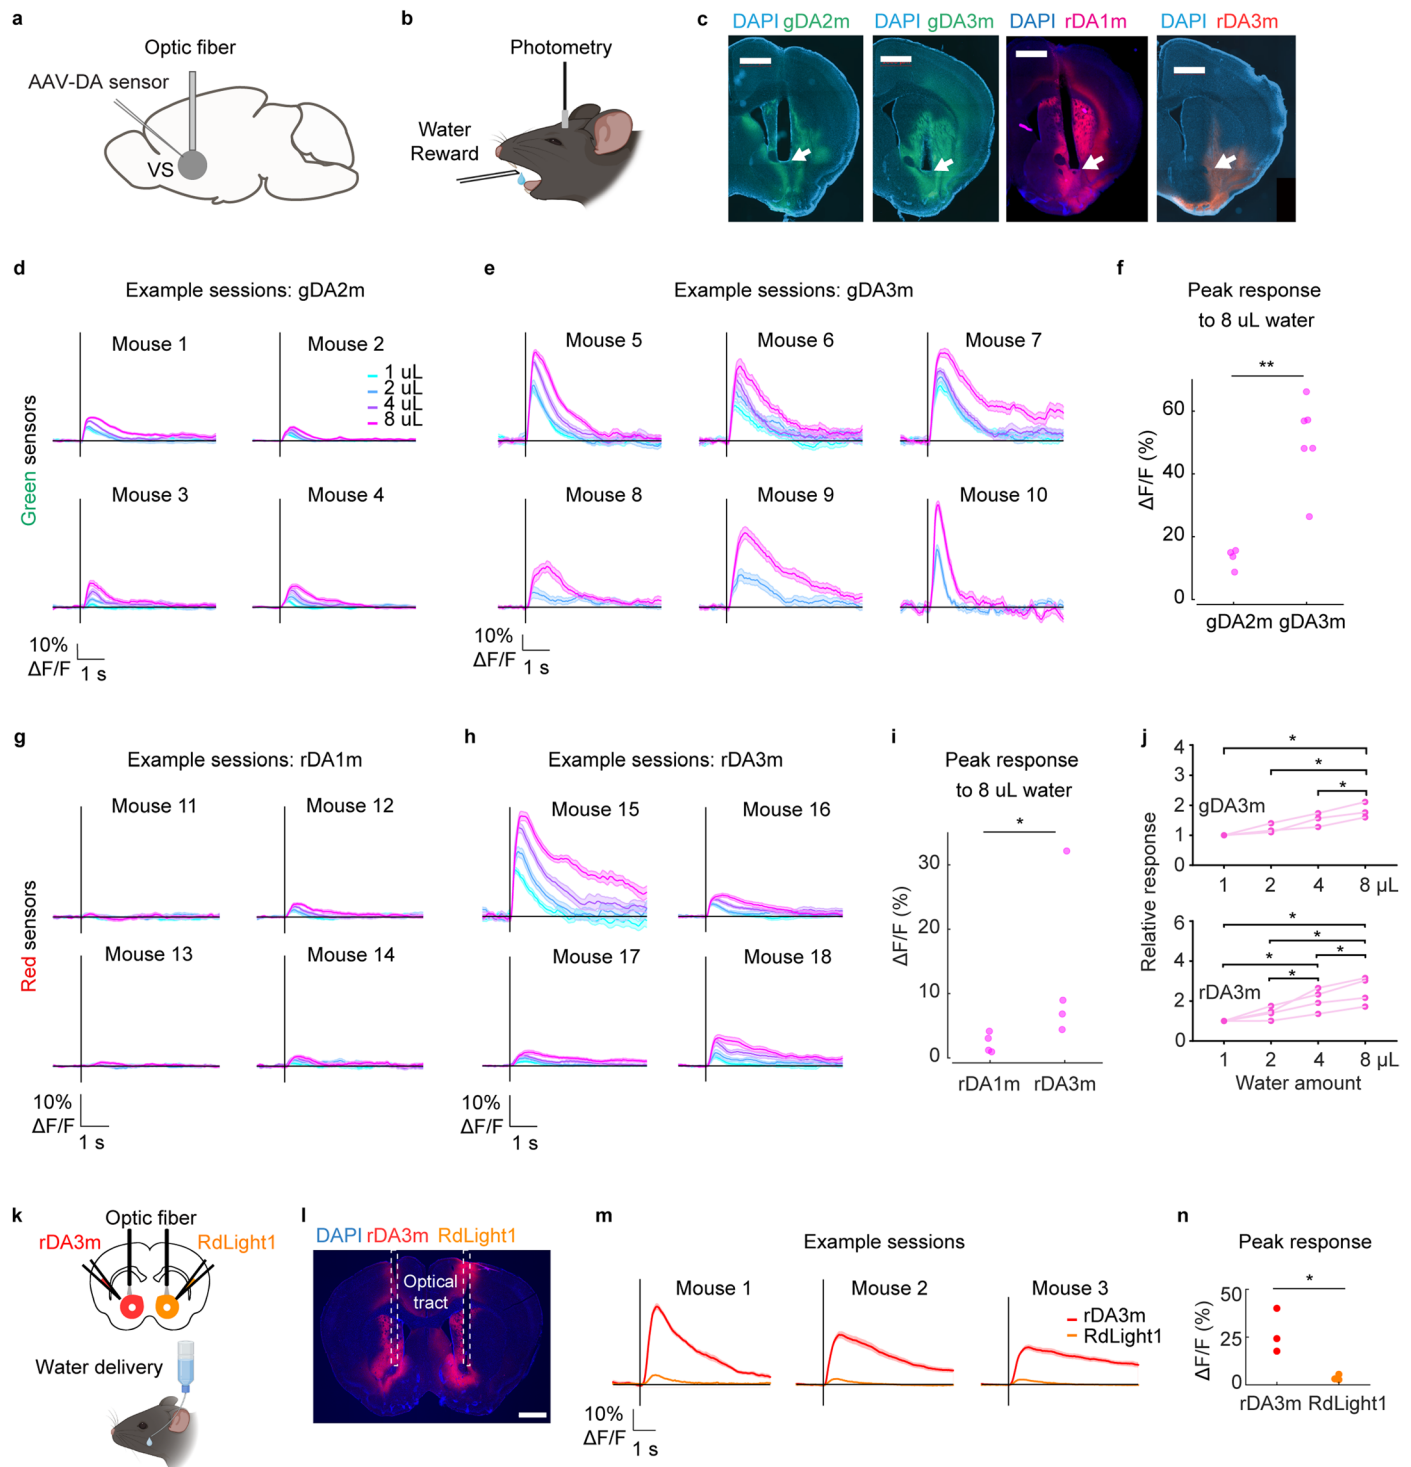 a
Optic fiber
AAV-DA sensor
VS
b
Photometry
Water
Reward
c
DAPI gDA2m
DAPI gDA3m
DAPI rDA1m
DAPI rDA3m
d
Example sessions: gDA2m
Green sensors
Mouse 1
Mouse 2
1 uL
2 uL
4 uL
8 uL
Mouse 3
Mouse 4
10%
ΔF/F
1 s
e
Example sessions: gDA3m
Mouse 5
Mouse 6
Mouse 7
Mouse 8
Mouse 9
Mouse 10
10%
ΔF/F
1 s
f
Peak response
to 8 uL water
**
ΔF/F (%)
60
40
20
0
gDA2m gDA3m
g
Example sessions: rDA1m
Red sensors
Mouse 11
Mouse 12
Mouse 13
Mouse 14
10%
ΔF/F
1 s
h
Example sessions: rDA3m
Mouse 15
Mouse 16
Mouse 17
Mouse 18
10%
ΔF/F
1 s
i
Peak response
to 8 uL water
*
ΔF/F (%)
30
20
10
0
rDA1m rDA3m
j
Relative response
4
3
2
1
0
*
*
*
gDA3m
1 2 4 8 µL
6
4
2
0
*
*
*
*
*
rDA3m
1 2 4 8 µL
Water amount
k
Optic fiber
rDA3m
RdLight1
Water delivery
l
DAPI rDA3m RdLight1
Optical
tract
m
Example sessions
Mouse 1
Mouse 2
Mouse 3
rDA3m
RdLight1
10%
ΔF/F
1 s
n
Peak response
*
ΔF/F (%)
50
25
0
rDA3m RdLight1